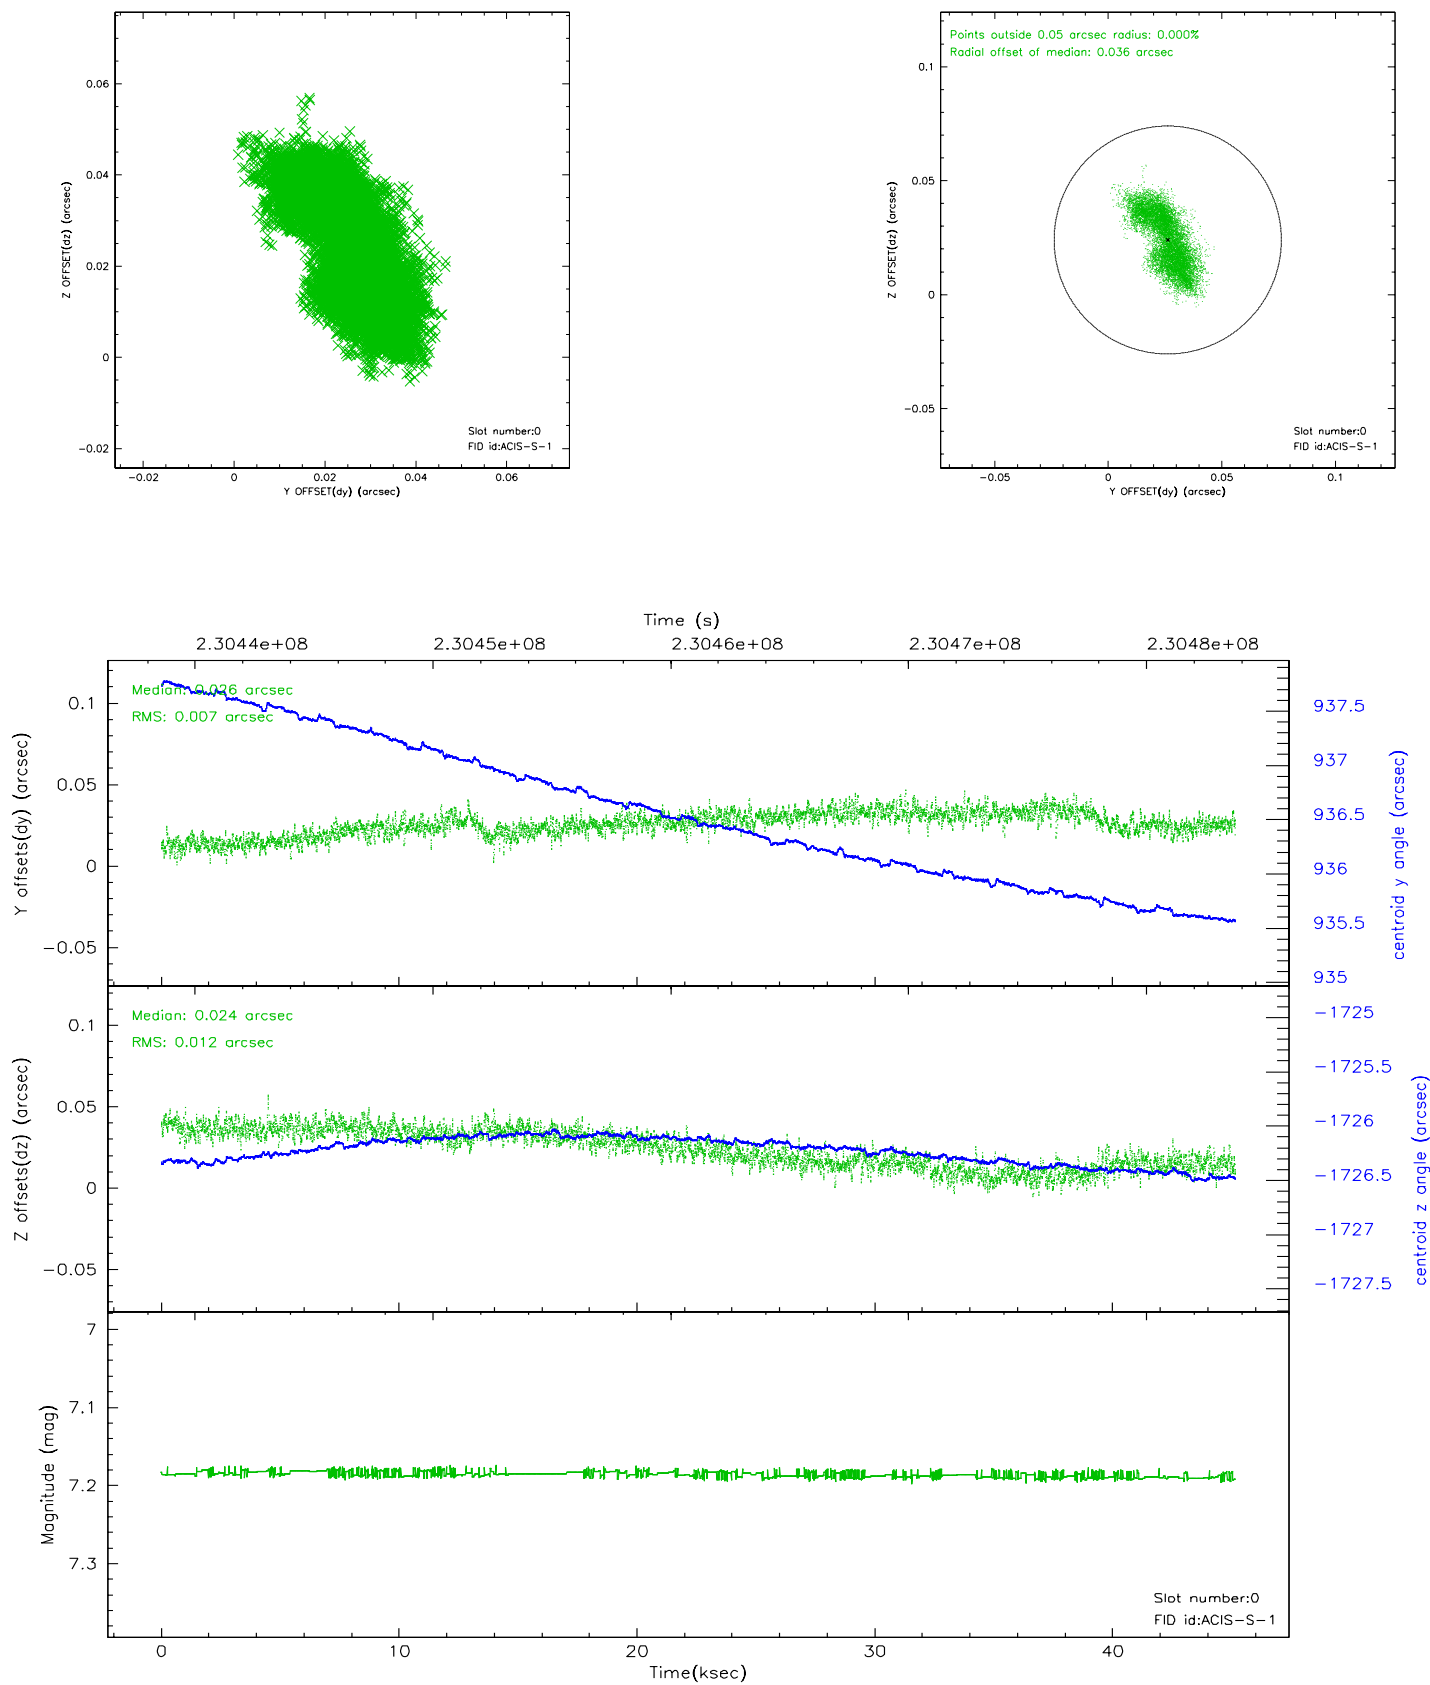 0.06
0.04
0.02
0
−0.02
Z OFFSET(dz) (arcsec)
Slot number:0
FID id:ACIS−S−1
−0.02 0 0.02 0.04 0.06
Y OFFSET(dy) (arcsec)
Points outside 0.05 arcsec radius: 0.000%
Radial offset of median: 0.036 arcsec
0.1
0.05
0
−0.05
Z OFFSET(dz) (arcsec)
Slot number:0
FID id:ACIS−S−1
−0.05 0 0.05 0.1
Y OFFSET(dy) (arcsec)
Time (s)
2.3044e+08 2.3045e+08 2.3046e+08 2.3047e+08 2.3048e+08
Median: 0.026 arcsec
RMS: 0.007 arcsec
0.1
0.05
0
−0.05
Y offsets(dy) (arcsec)
937.5
937
936.5
936
935.5
935
centroid y angle (arcsec)
Median: 0.024 arcsec
RMS: 0.012 arcsec
0.1
0.05
0
−0.05
Z offsets(dz) (arcsec)
−1725
−1725.5
−1726
−1726.5
−1727
−1727.5
centroid z angle (arcsec)
7
7.1
7.2
7.3
Magnitude (mag)
Slot number:0
FID id:ACIS−S−1
0 10 20 30 40
Time(ksec)